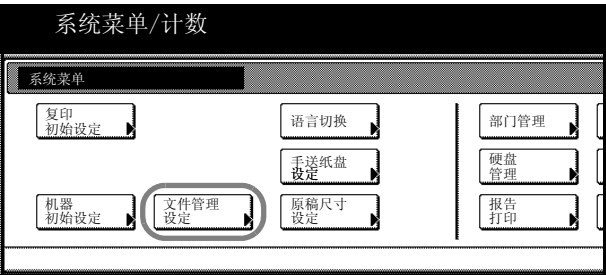 系统菜单/计数
系统菜单
复印
初始设定
语言切换
部门管理
手送纸盘
设定
硬盘
管理
机器
初始设定
文件管理
设定
原稿尺寸
设定
报告
打印